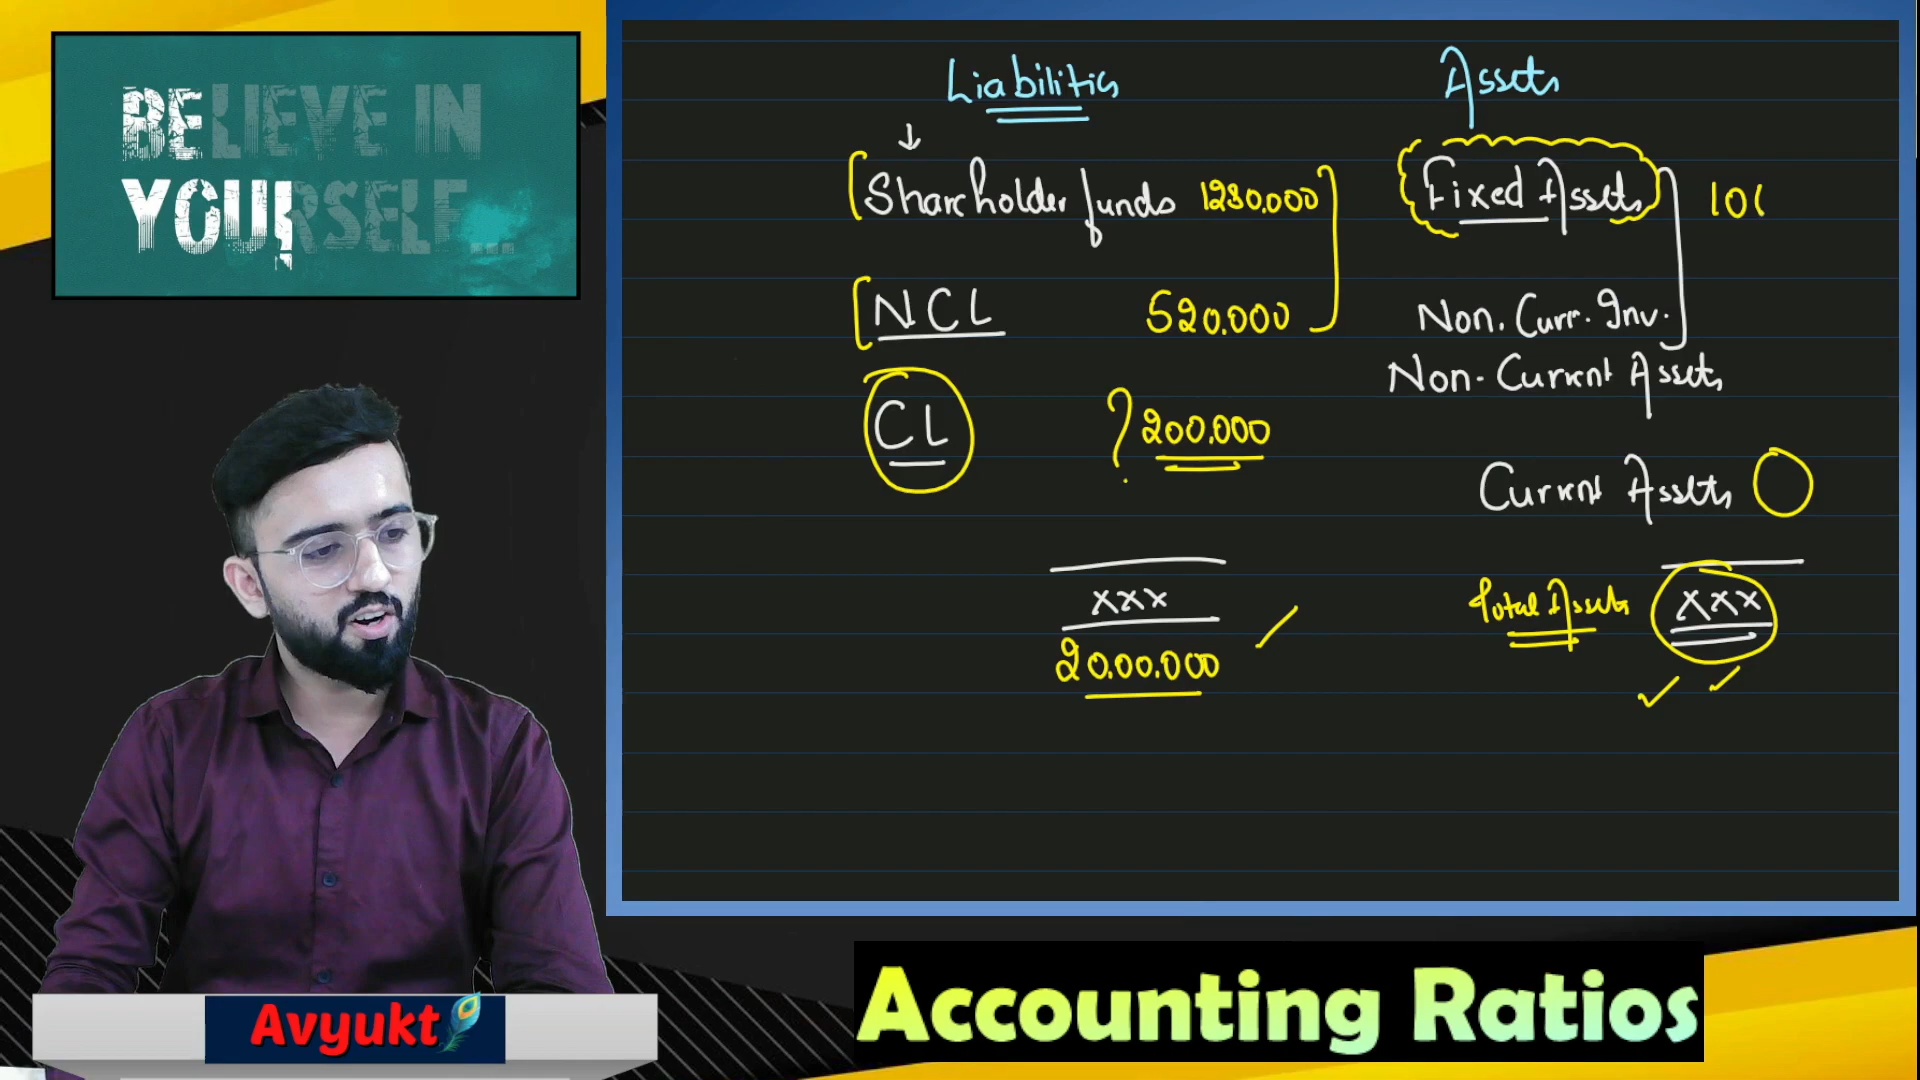 BELIEVE IN
YOURSELF...
Liabilities
Assets
↓
Shareholder funds 1280.000
Fixed Assets 101
NCL 520.000
Non. Curr. Inv.
Non-Current Assets
CL ? 200.000
Current Assets
xxx
Total Assets xxx
20.00.000
Avyukt
Accounting Ratios